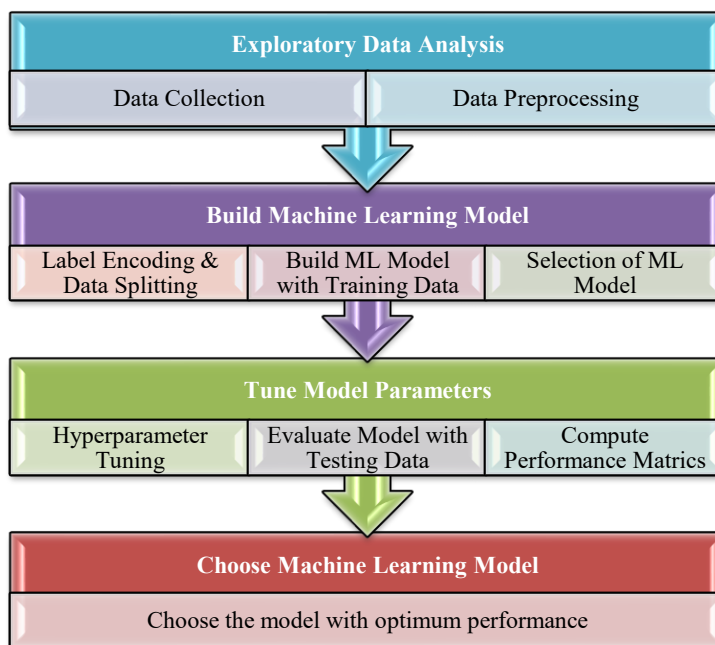 Exploratory Data Analysis
Data Collection
Data Preprocessing
Build Machine Learning Model
Label Encoding &
Data Splitting
Build ML Model
with Training Data
Selection of ML
Model
Tune Model Parameters
Hyperparameter
Tuning
Evaluate Model with
Testing Data
Compute
Performance Matrics
Choose Machine Learning Model
Choose the model with optimum performance